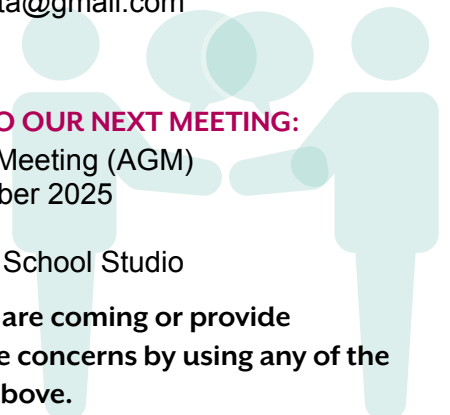 ta@gmail.com
O OUR NEXT MEETING:
Meeting (AGM)
ber 2025
School Studio
are coming or provide
e concerns by using any of the
bove.